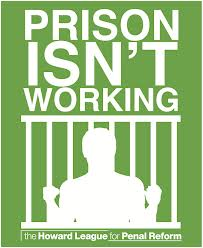 PRISON
ISN'T
WORKING
the Howard League for Penal Reform